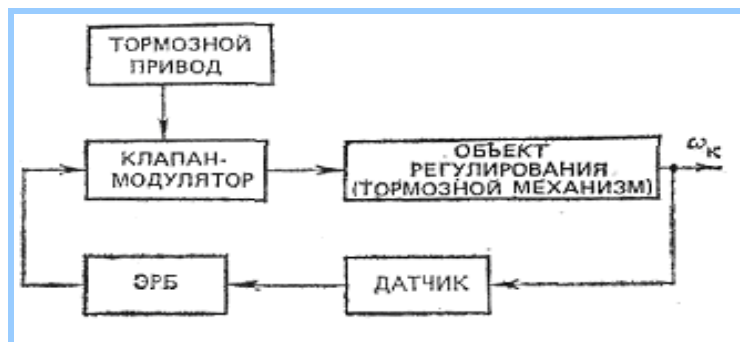 ТОРМОЗНОЙ
ПРИВОД
КЛАПАН-
МОДУЛЯТОР
ОБЪЕКТ
РЕГУЛИРОВАНИЯ
(ТОРМОЗНОЙ МЕХАНИЗМ)
ωк
ЭРБ
ДАТЧИК